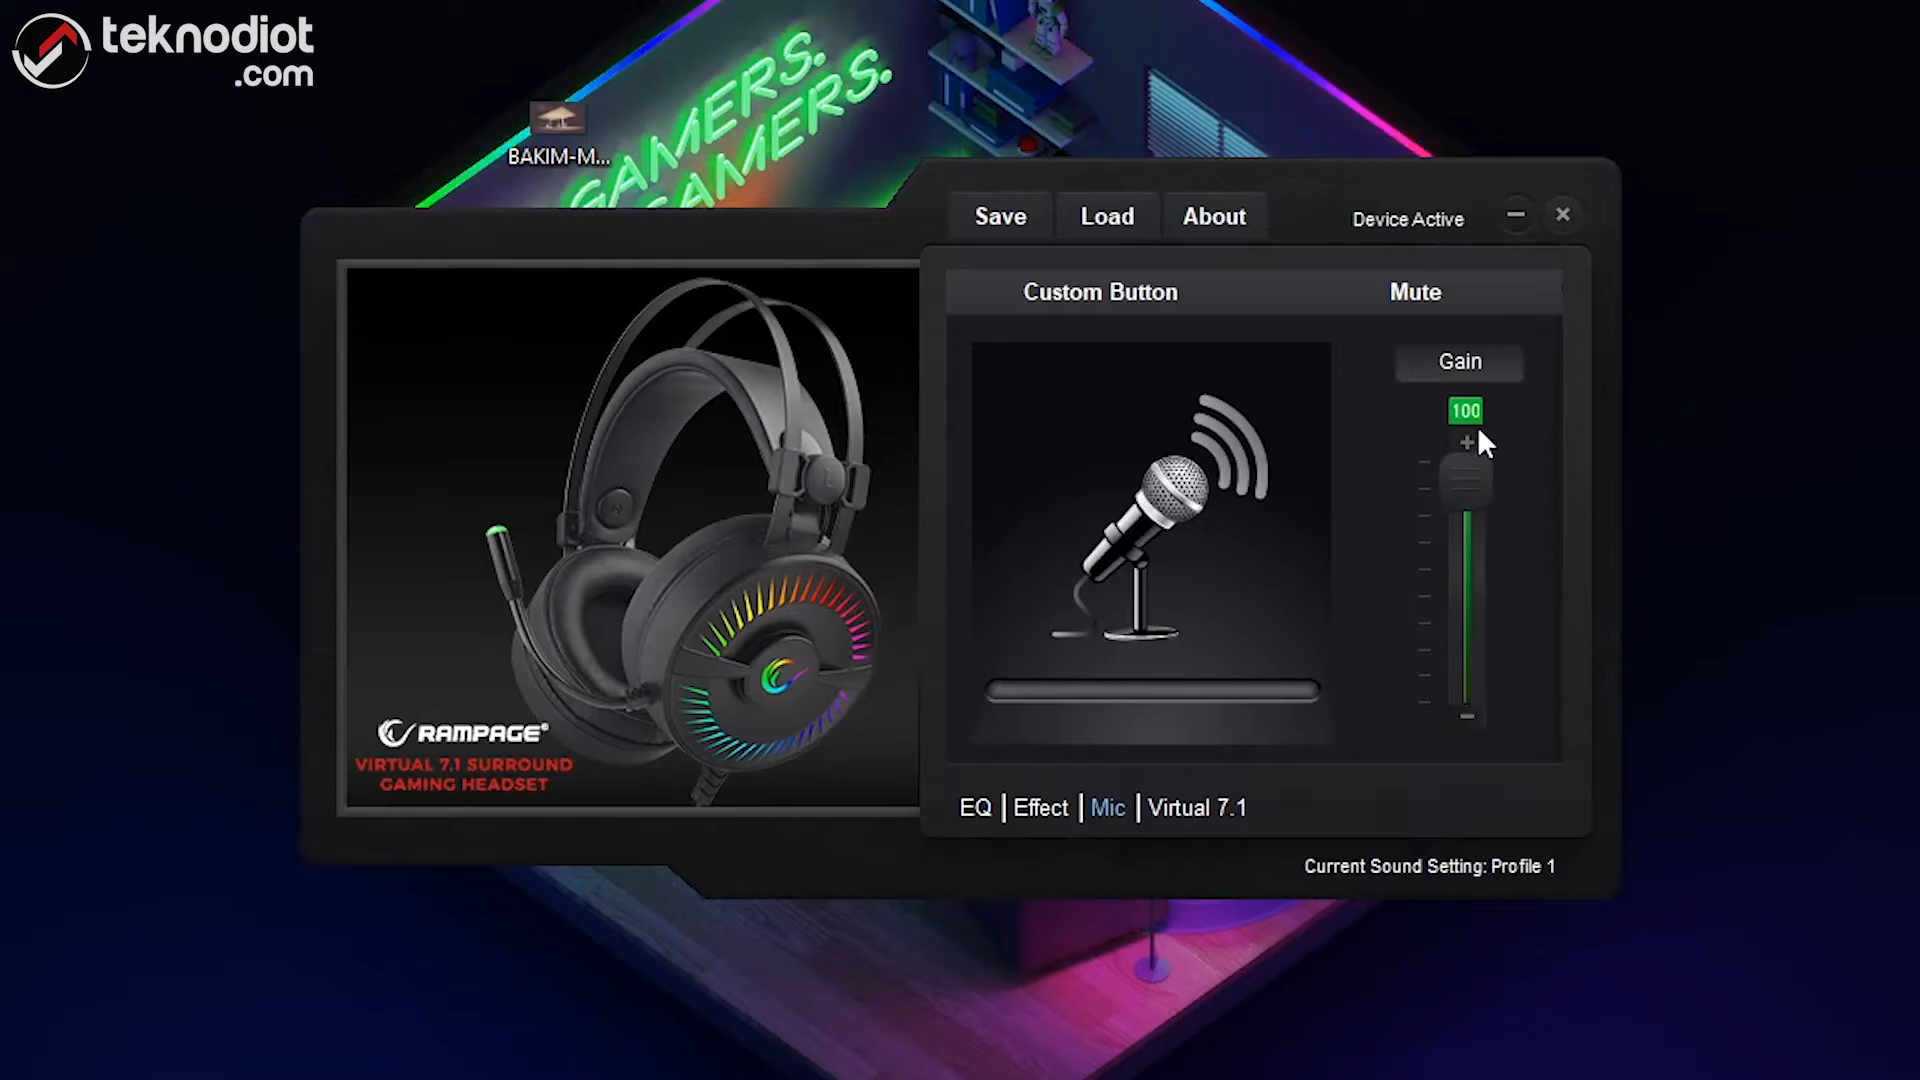 teknodiot
.com
GAMERS.
GAMERS.
BAKIM-M...
Save
Load
About
Device Active
Custom Button
Mute
Gain
100
RAMPAGE®
VIRTUAL 7.1 SURROUND
GAMING HEADSET
EQ | Effect | Mic | Virtual 7.1
Current Sound Setting: Profile 1